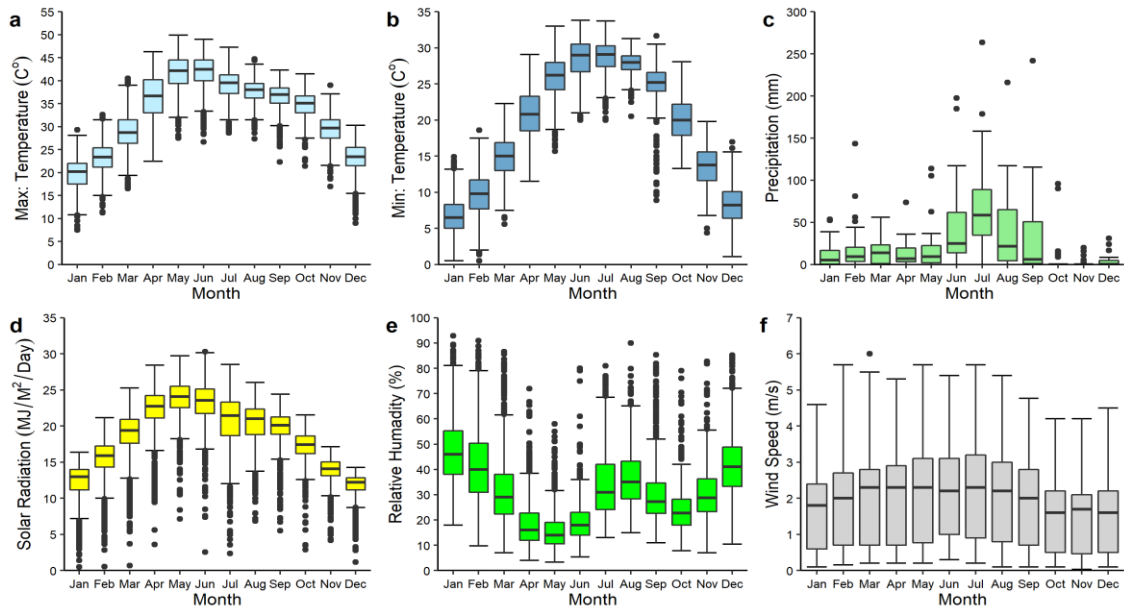 a
Max: Temperature (C°)
55
50
45
40
35
30
25
20
15
10
5
0
Jan Feb Mar Apr May Jun Jul Aug Sep Oct Nov Dec
Month
b
Min: Temperature (C°)
35
30
25
20
15
10
5
0
Jan Feb Mar Apr May Jun Jul Aug Sep Oct Nov Dec
Month
c
Precipitation (mm)
300
250
200
150
100
50
0
Jan Feb Mar Apr May Jun Jul Aug Sep Oct Nov Dec
Month
d
Solar Radiation (MJ/M²/Day)
35
30
25
20
15
10
5
0
Jan Feb Mar Apr May Jun Jul Aug Sep Oct Nov Dec
Month
e
Relative Humadity (%)
100
90
80
70
60
50
40
30
20
10
0
Jan Feb Mar Apr May Jun Jul Aug Sep Oct Nov Dec
Month
f
Wind Speed (m/s)
7
6
5
4
3
2
1
0
Jan Feb Mar Apr May Jun Jul Aug Sep Oct Nov Dec
Month